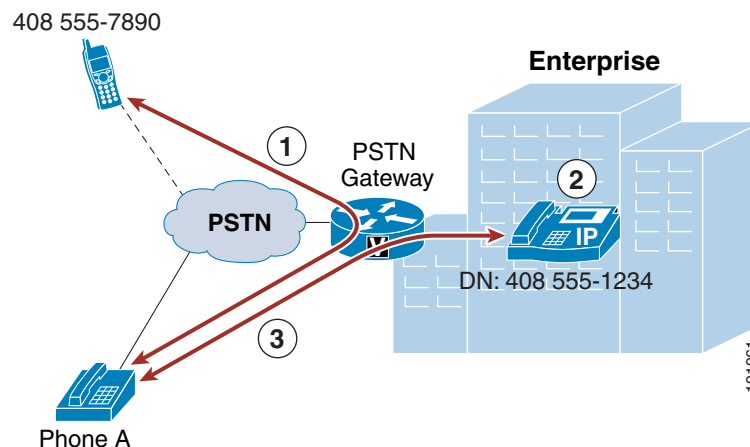 408 555-7890
Enterprise
1
PSTN
Gateway
2
PSTN
V
IP
DN: 408 555-1234
3
Phone A